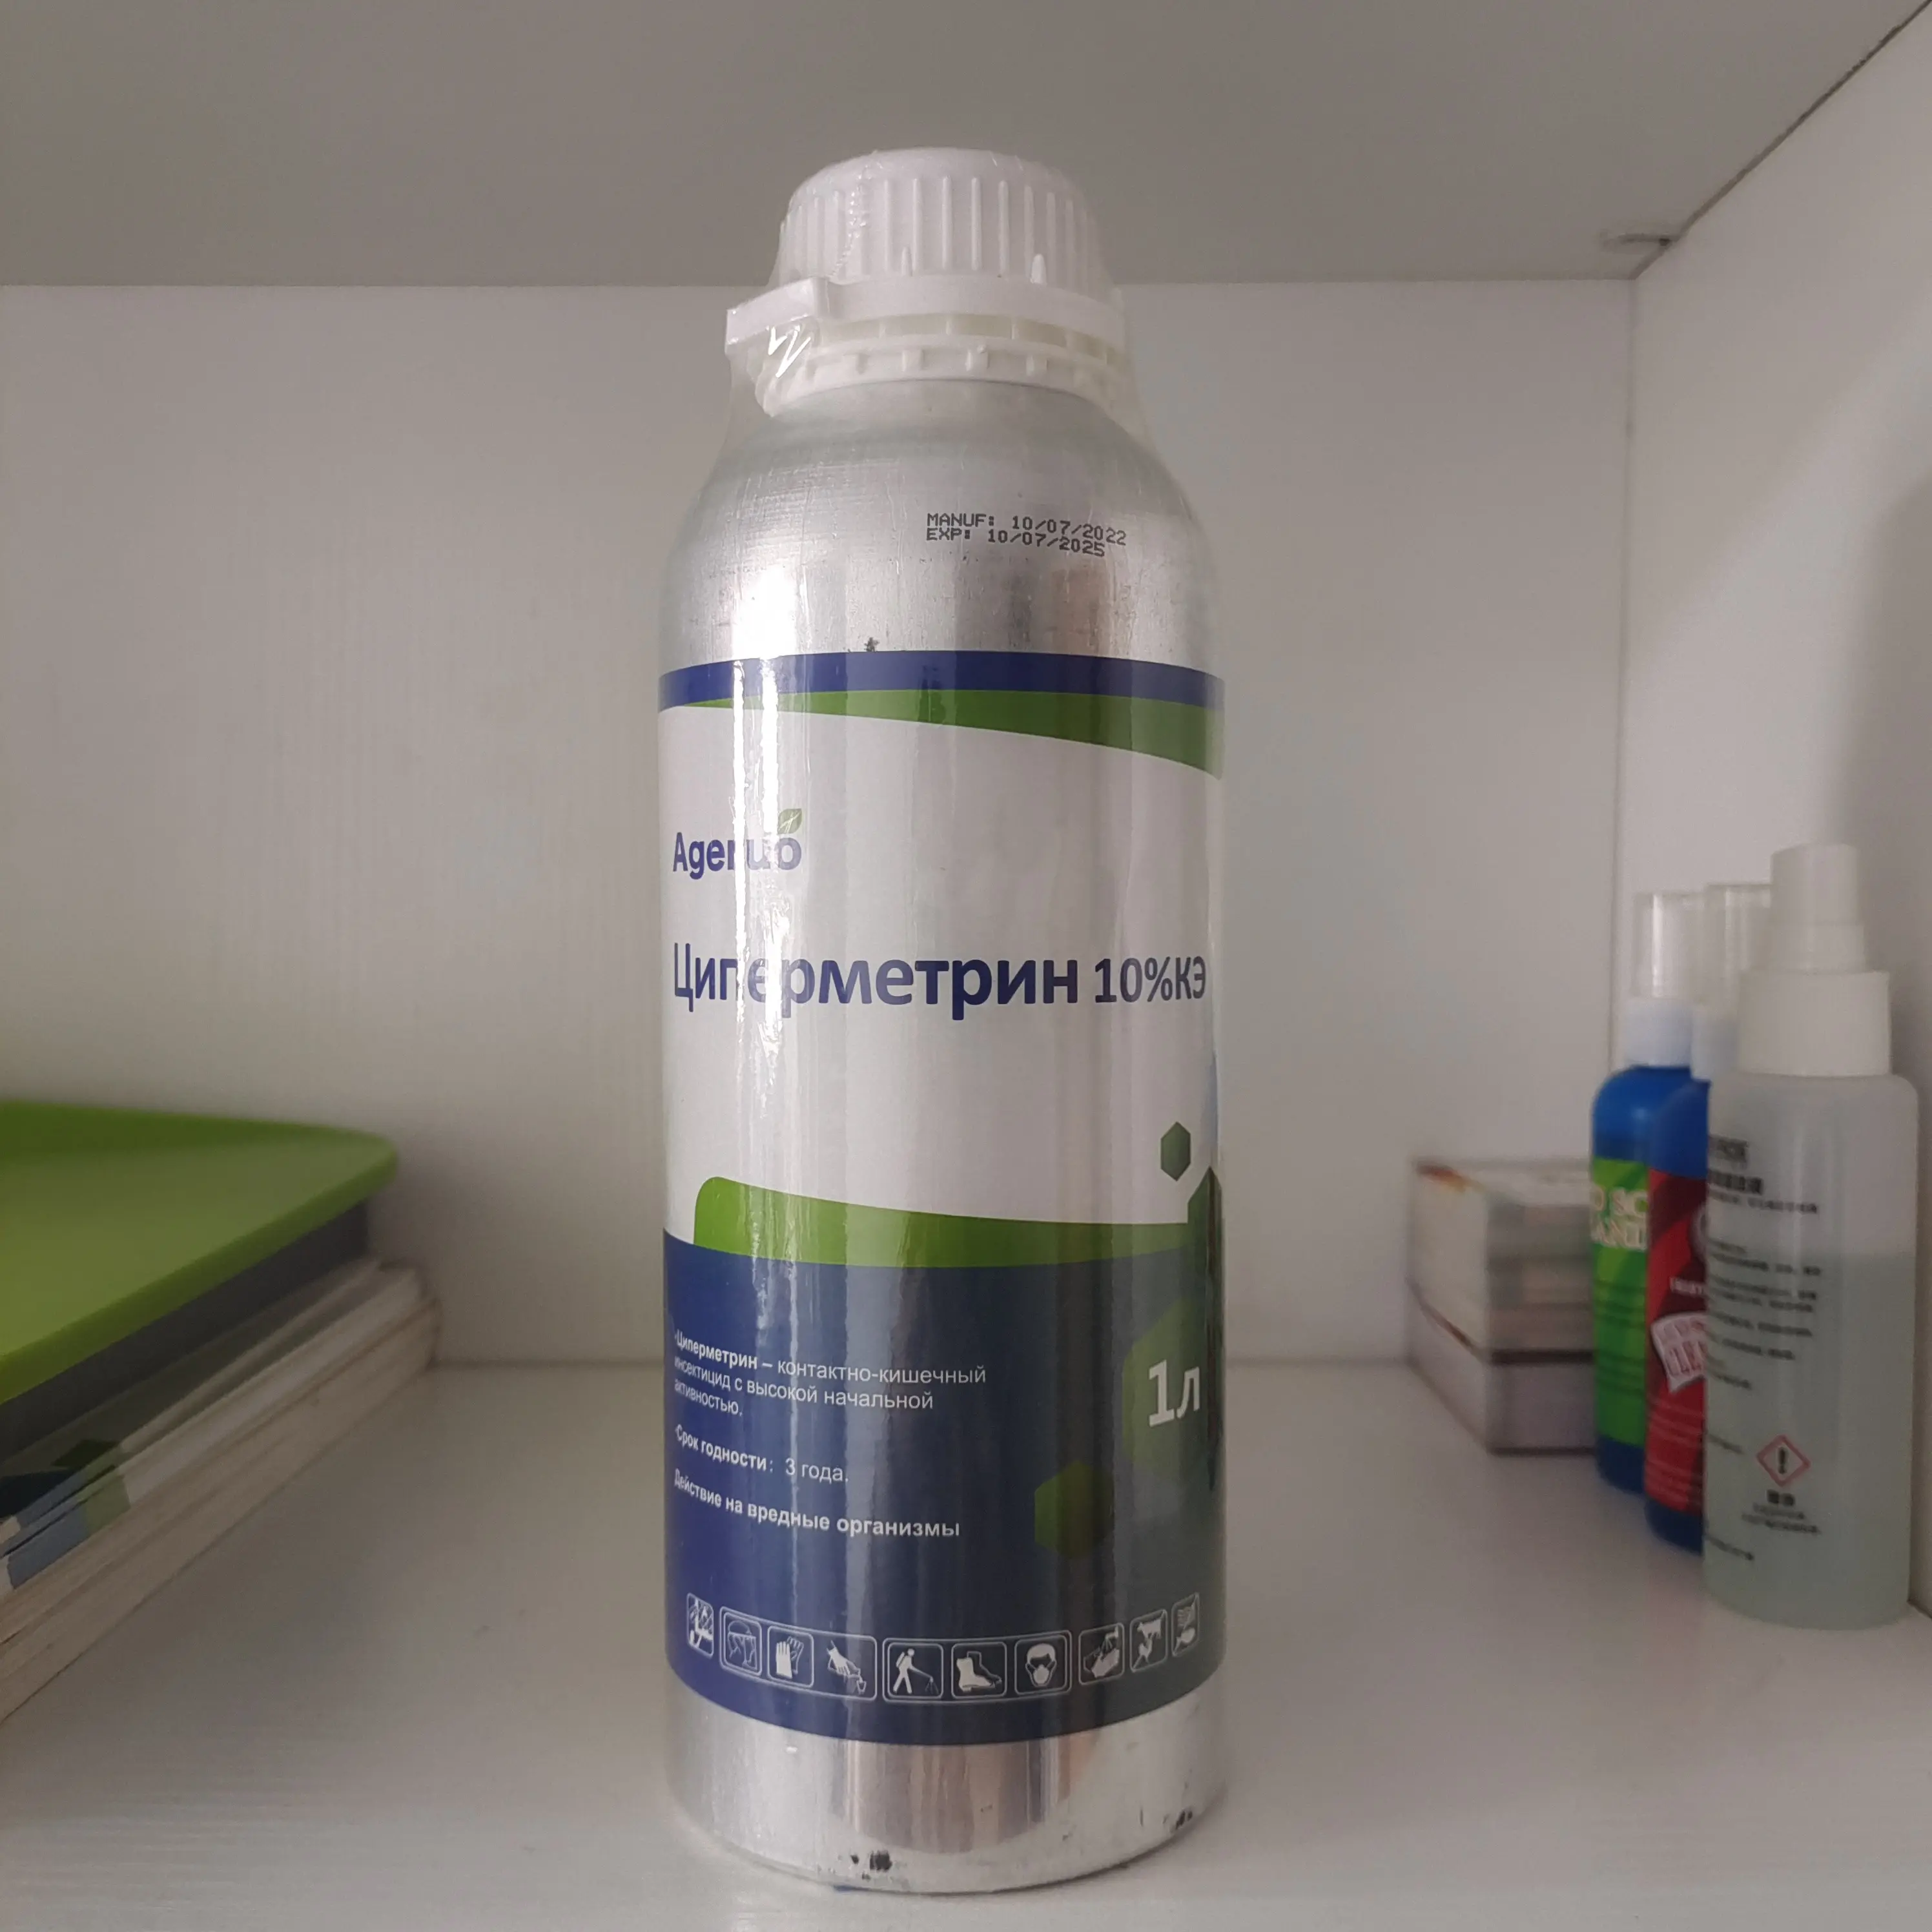 MANUF: 10/07/2022
EXP: 10/07/2025
Ageruo
Циперметрин 10%КЭ
·Циперметрин – контактно-кишечный
инсектицид с высокой начальной
активностью.
·Срок годности: 3 года.
Действие на вредные организмы
1л